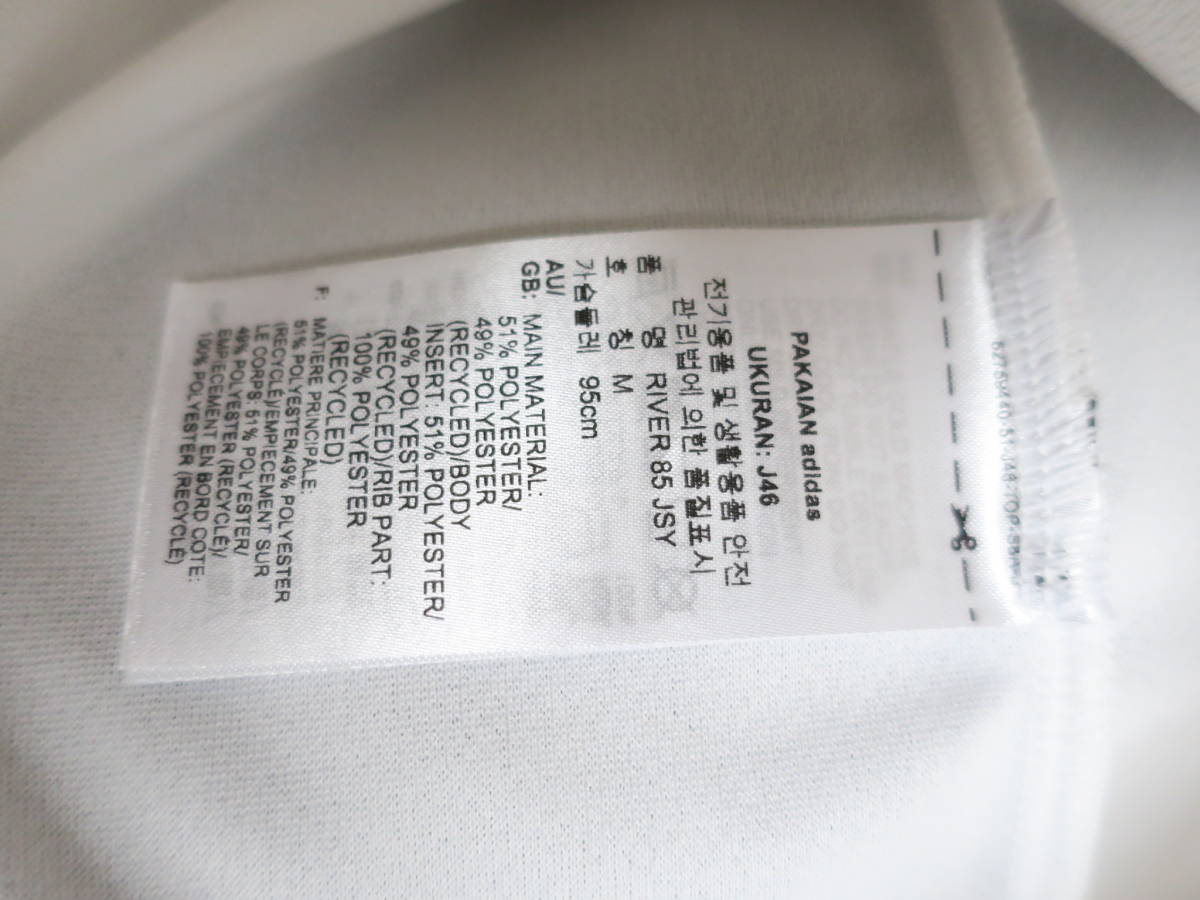 PAKAIAN adidas
UKURAN: J46
전기용품 및 생활용품 안전
관리법에 의한 품질표시
품 명 RIVER 85 JSY
호 칭 M
가슴둘레 95cm
AU/
GB: MAIN MATERIAL:
51% POLYESTER/
49% POLYESTER
(RECYCLED)/BODY
INSERT: 51% POLYESTER/
49% POLYESTER
(RECYCLED)/RIB PART:
100% POLYESTER
(RECYCLED)
F: MATIÈRE PRINCIPALE:
51% POLYESTER/49% POLYESTER
(RECYCLÉ)/EMPIECEMENT SUR
LE CORPS: 51% POLYESTER/
49% POLYESTER (RECYCLÉ)/
EMPIECEMENT EN BORD COTE:
100% POLYESTER (RECYCLÉ)